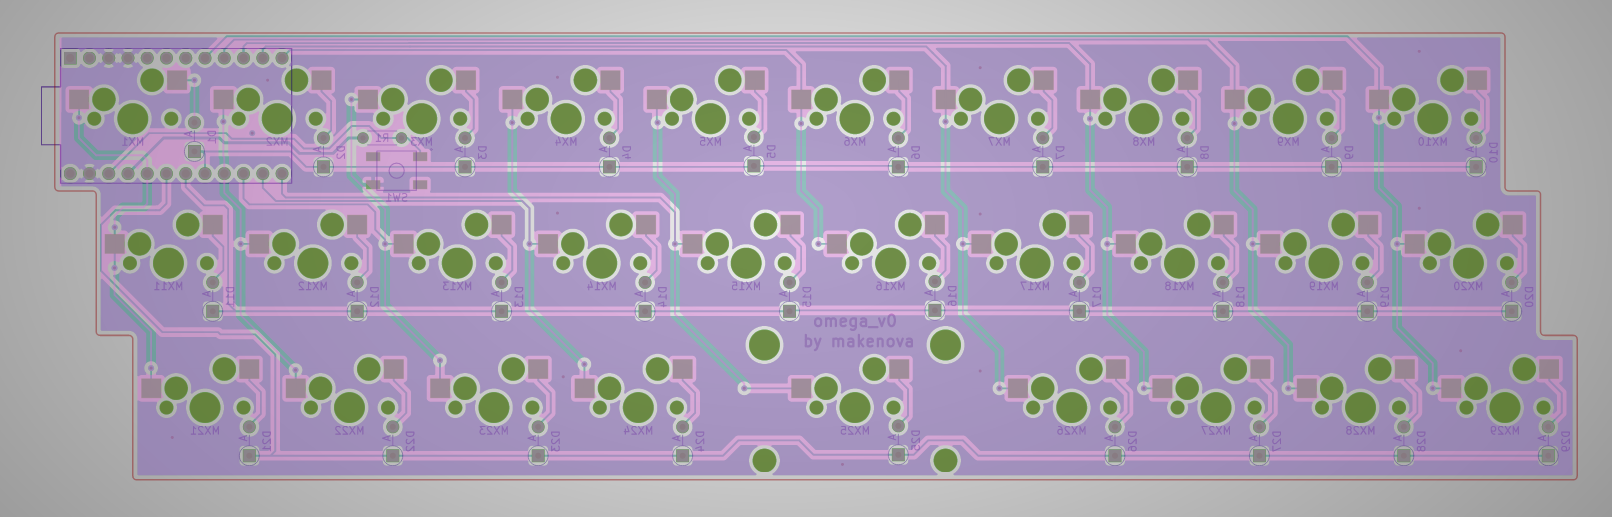 MX1
D1
MX2
D2
R1
MX3
D3
MX4
D4
MX5
D5
MX6
D6
MX7
D7
MX8
D8
MX9
D9
MX10
D10
SW1
A
A
A
A
A
A
A
A
A
A
MX11
D11
MX12
D12
MX13
D13
MX14
D14
MX15
D15
MX16
D16
MX17
D17
MX18
D18
MX19
D19
MX20
D20
A
A
A
A
A
A
A
A
A
A
omega_v0
by makenova
MX21
D21
MX22
D22
MX23
D23
MX24
D24
MX25
D25
MX26
D26
MX27
D27
MX28
D28
MX29
D29
A
A
A
A
A
A
A
A
A